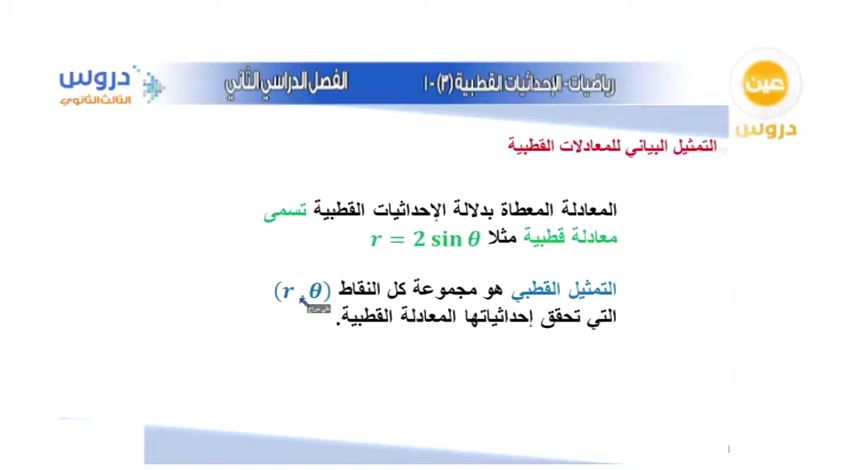 دروس
الثالث الثانوي
رياضيات - الإحداثيات القطبية (٣) - ١
الفصل الدراسي الثاني
عين
دروس
التمثيل البياني للمعادلات القطبية
المعادلة المعطاة بدلالة الإحداثيات القطبية تسمى
معادلة قطبية مثلا r = 2 sin θ
التمثيل القطبي هو مجموعة كل النقاط (r , θ)
التي تحقق إحداثياتها المعادلة القطبية.